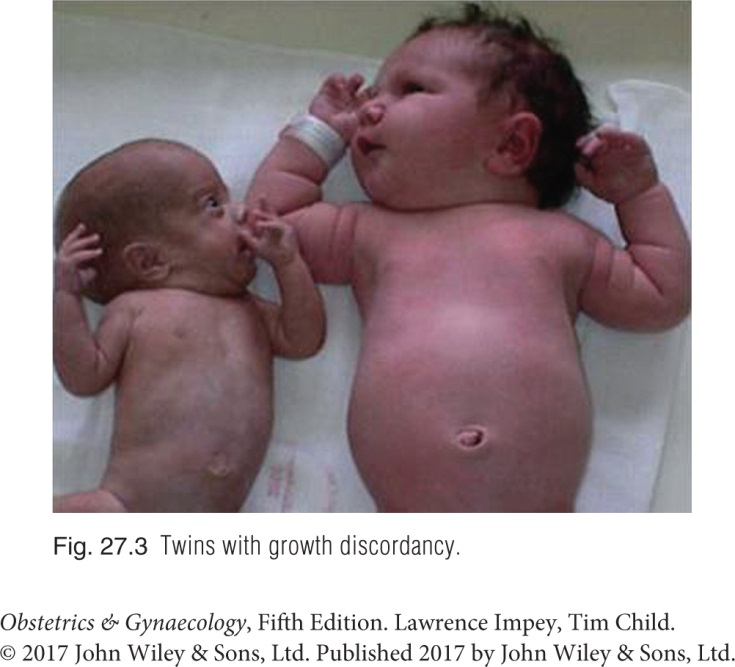 Fig. 27.3 Twins with growth discordancy.
Obstetrics & Gynaecology, Fifth Edition. Lawrence Impey, Tim Child.
© 2017 John Wiley & Sons, Ltd. Published 2017 by John Wiley & Sons, Ltd.